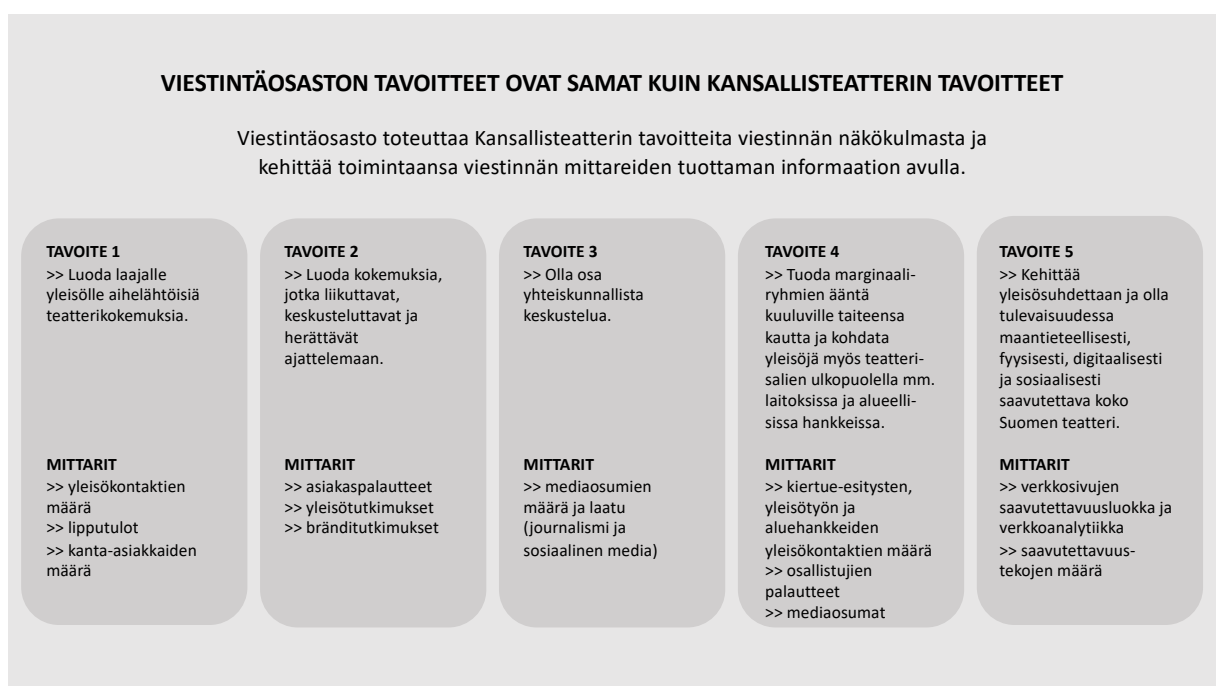 VIESTINTÄOSASTON TAVOITTEET OVAT SAMAT KUIN KANSALLISTEATTERIN TAVOITTEET
Viestintäosasto toteuttaa Kansallisteatterin tavoitteita viestinnän näkökulmasta ja
kehittää toimintaansa viestinnän mittareiden tuottaman informaation avulla.
TAVOITE 1
>> Luoda laajalle
yleisölle aihelähtöisiä
teatterikokemuksia.
MITTARIT
>> yleisökontaktien
määrä
>> lipputulot
>> kanta-asiakkaiden
määrä
TAVOITE 2
>> Luoda kokemuksia,
jotka liikuttavat,
keskusteluttavat ja
herättävät
ajattelemaan.
MITTARIT
>> asiakaspalautteet
>> yleisötutkimukset
>> bränditutkimukset
TAVOITE 3
>> Olla osa
yhteiskunnallista
keskustelua.
MITTARIT
>> mediaosumien
määrä ja laatu
(journalismi ja
sosiaalinen media)
TAVOITE 4
>> Tuoda marginaali-
ryhmien ääntä
kuuluville taiteensa
kautta ja kohdata
yleisöjä myös teatteri-
salien ulkopuolella mm.
laitoksissa ja alueelli-
sissa hankkeissa.
MITTARIT
>> kiertue-esitysten,
yleisötyön ja
aluehankkeiden
yleisökontaktien määrä
>> osallistujien
palautteet
>> mediaosumat
TAVOITE 5
>> Kehittää
yleisösuhdettaan ja olla
tulevaisuudessa
maantieteellisesti,
fyysisesti, digitaalisesti
ja sosiaalisesti
saavutettava koko
Suomen teatteri.
MITTARIT
>> verkkosivujen
saavutettavuusluokka ja
verkkoanalytiikka
>> saavutettavuus-
tekojen määrä